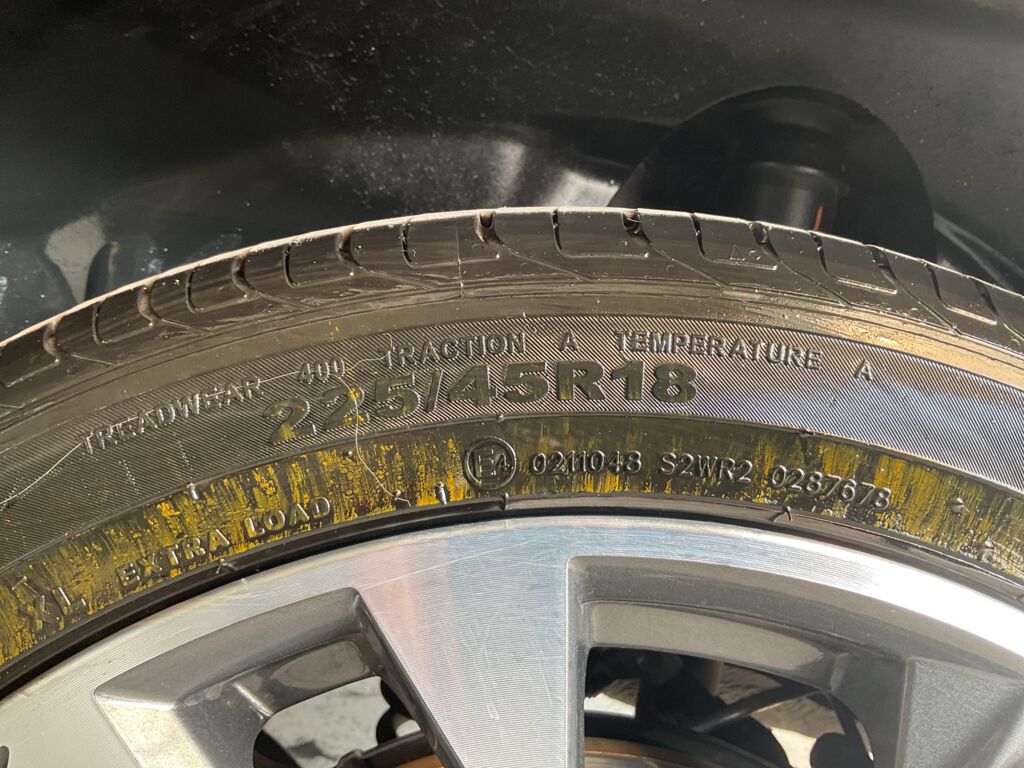 TREADWEAR 400 TRACTION A TEMPERATURE A
225/45R18
E4 0211048 S2WR2 0287678
XL EXTRA LOAD